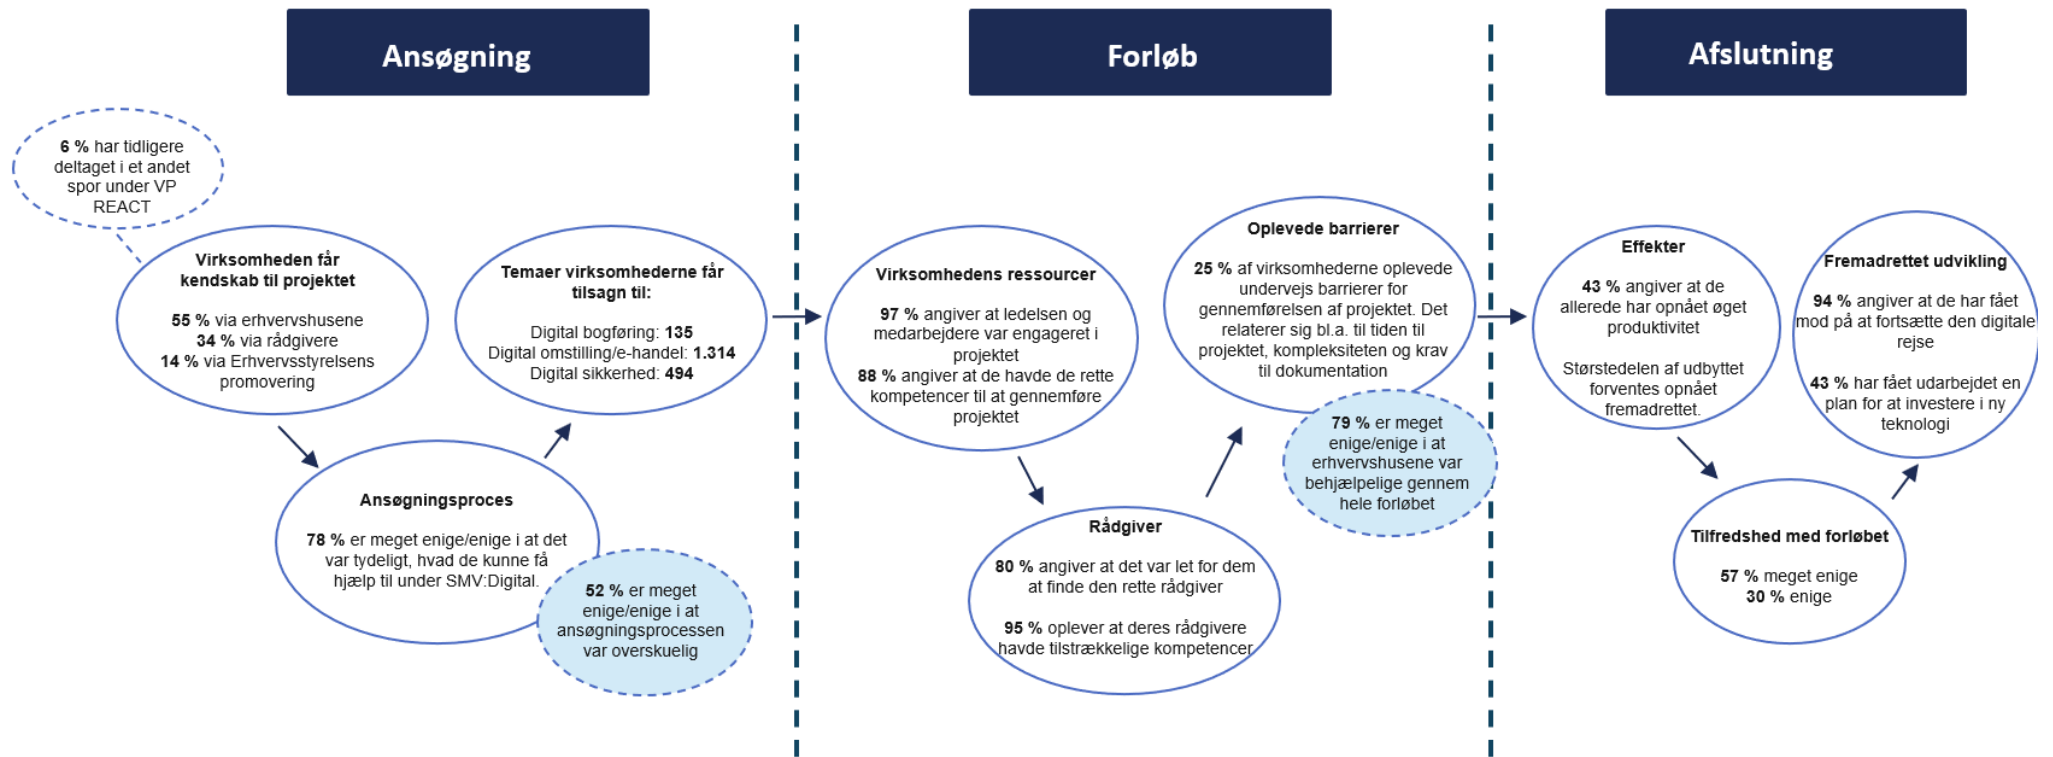 Ansøgning
6 % har tidligere
deltaget i et andet
spor under VP
REACT
Virksomheden får
kendskab til projektet
55 % via erhvervshusene
34 % via rådgivere
14 % via Erhvervsstyrelsens
promovering
Ansøgningsproces
78 % er meget enige/enige i at det
var tydeligt, hvad de kunne få
hjælp til under SMV:Digital.
52 % er meget
enige/enige i at
ansøgningsprocessen
var overskuelig
Temaer virksomhederne får
tilsagn til:
Digital bogføring: 135
Digital omstilling/e-handel: 1.314
Digital sikkerhed: 494
Forløb
Virksomhedens ressourcer
97 % angiver at ledelsen og
medarbejdere var engageret i
projektet
88 % angiver at de havde de rette
kompetencer til at gennemføre
projektet
Rådgiver
80 % angiver at det var let for dem
at finde den rette rådgiver
95 % oplever at deres rådgivere
havde tilstrækkelige kompetencer
Oplevede barrierer
25 % af virksomhederne oplevede
undervejs barrierer for
gennemførelsen af projektet. Det
relaterer sig bl.a. til tiden til
projektet, kompleksiteten og krav
til dokumentation
79 % er meget
enige/enige i at
erhvervshusene var
behjælpelige gennem
hele forløbet
Afslutning
Effekter
43 % angiver at de
allerede har opnået øget
produktivitet
Størstedelen af udbyttet
forventes opnået
fremadrettet.
Tilfredshed med forløbet
57 % meget enige
30 % enige
Fremadrettet udvikling
94 % angiver at de har fået
mod på at fortsætte den digitale
rejse
43 % har fået udarbejdet en
plan for at investere i ny
teknologi